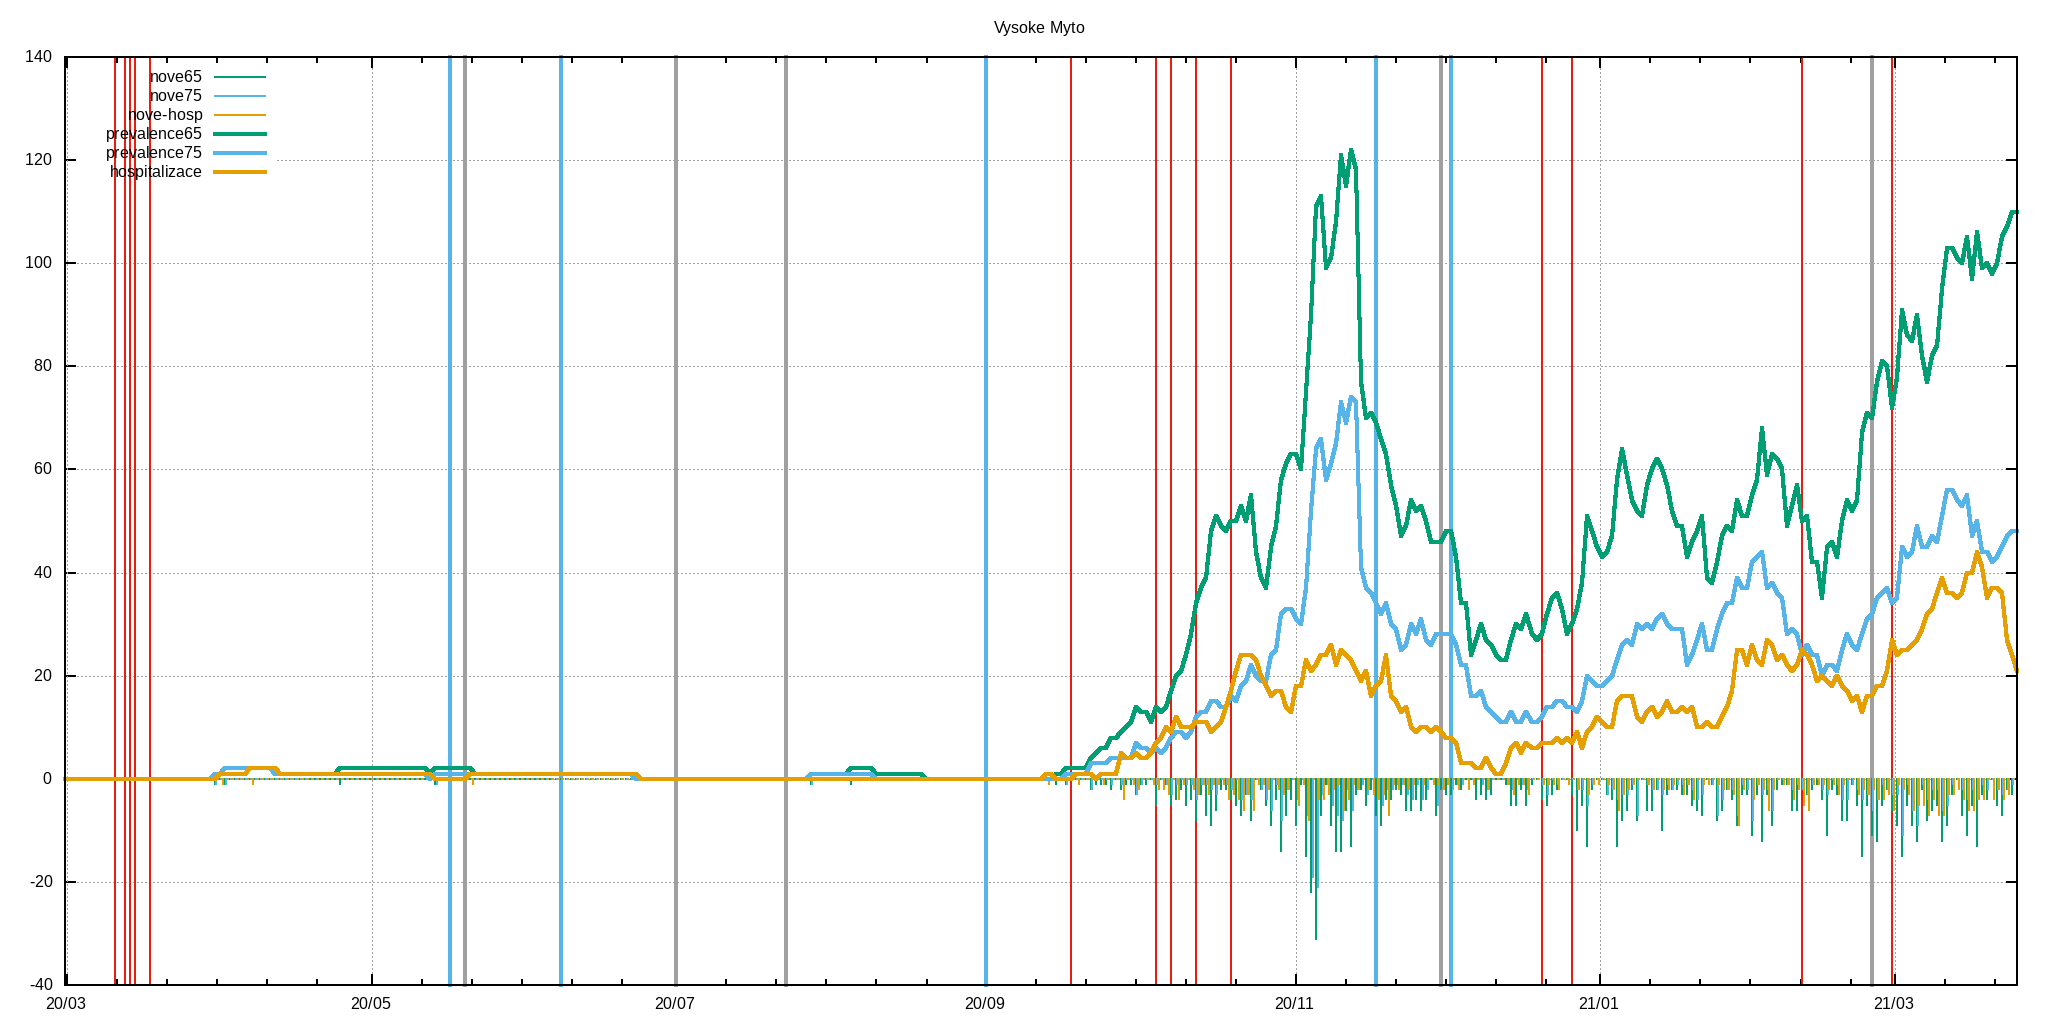 Vysoke Myto
140
120
100
80
60
40
20
0
-20
-40
nove65
nove75
nove-hosp
prevalence65
prevalence75
hospitalizace
20/03 20/05 20/07 20/09 20/11 21/01 21/03